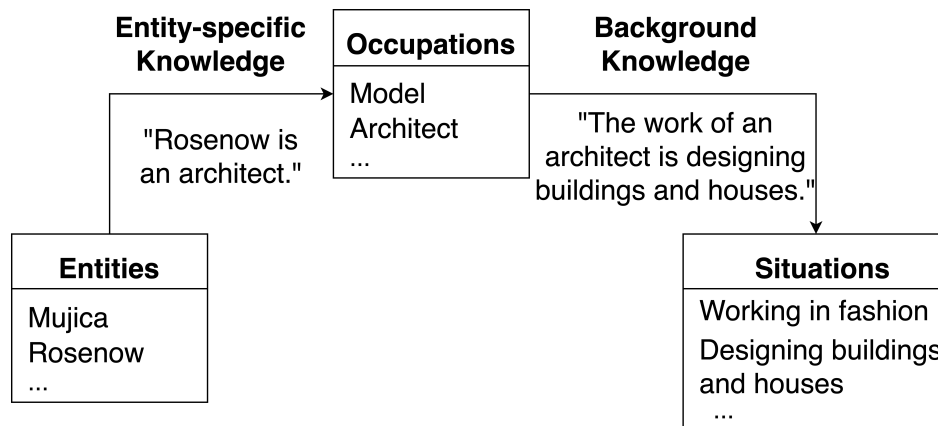 Entity-specific
Knowledge
Occupations
Model
Architect
...
Background
Knowledge
"Rosenow is
an architect."
"The work of an
architect is designing
buildings and houses."
Entities
Mujica
Rosenow
...
Situations
Working in fashion
Designing buildings
and houses
...